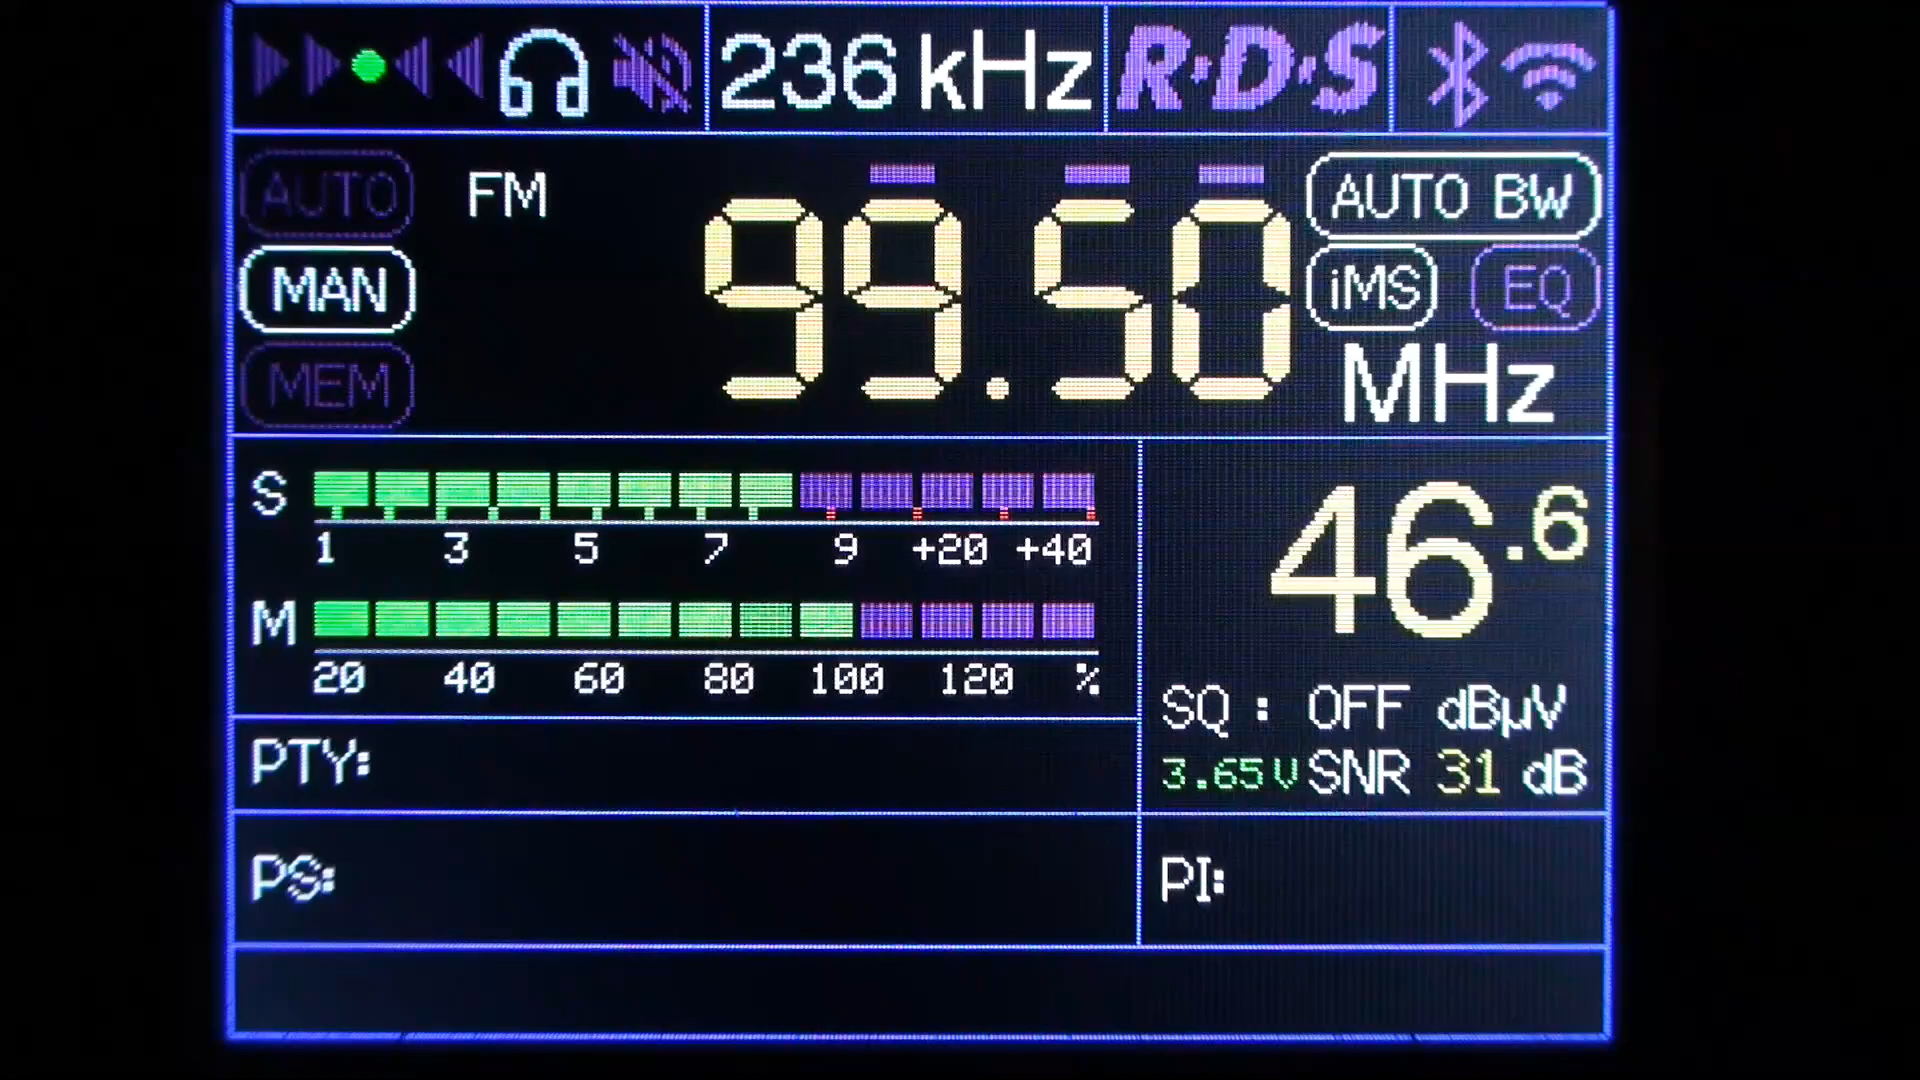 236 kHz R·D·S
AUTO FM 99.50 AUTO BW
MAN iMS EQ
MEM MHz
S
1 3 5 7 9 +20 +40
46.6
M
20 40 60 80 100 120 %
SQ : OFF dBµV
PTY: 3.65V SNR 31 dB
PS: PI: